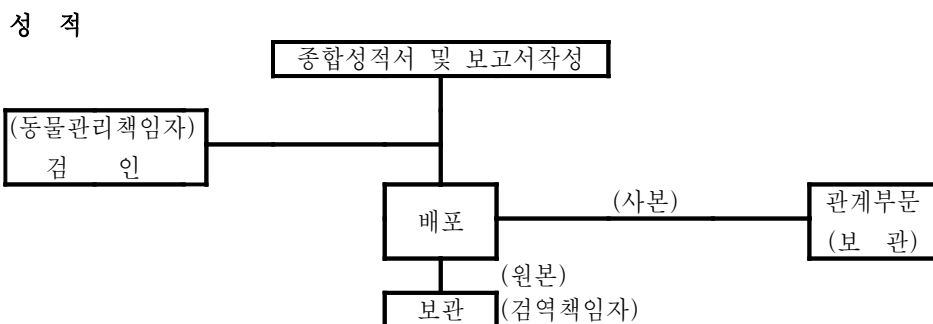 성 적
종합성적서 및 보고서작성
(동물관리책임자)
검 인
배포
(사본)
관계부문
(보 관)
(원본)
보관
(검역책임자)